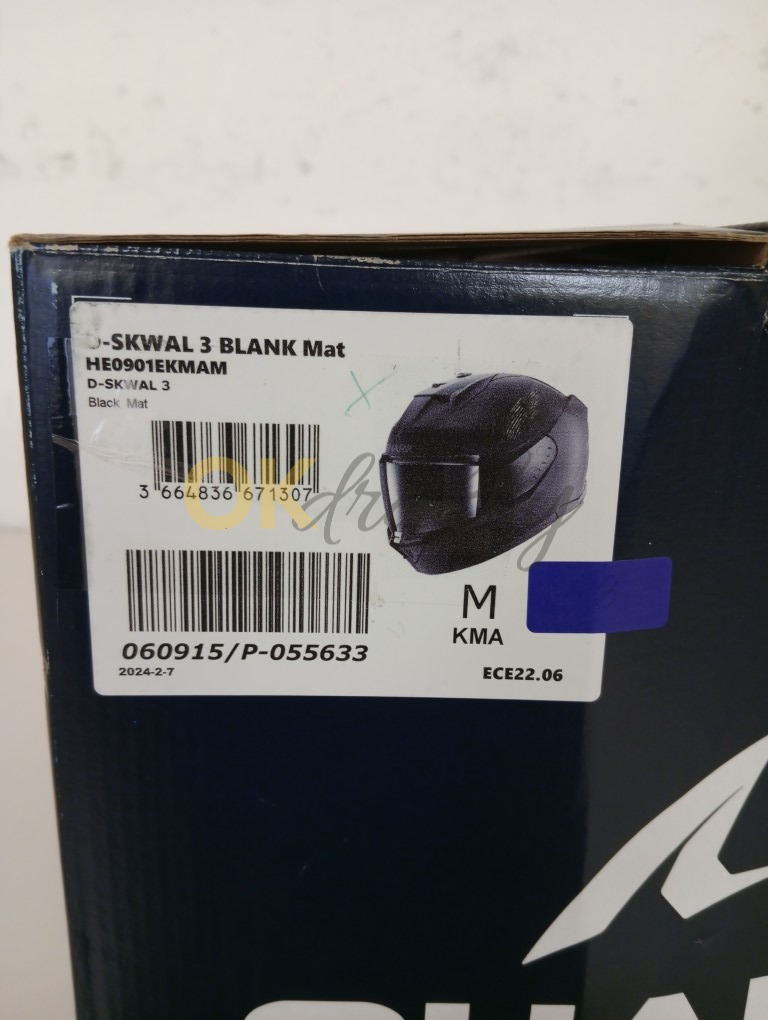 D-SKWAL 3 BLANK Mat
HE0901EKMAM
D-SKWAL 3
Black Mat
SHARK
3 664836 671307
OK
M
KMA
060915/P-055633
2024-2-7
ECE22.06